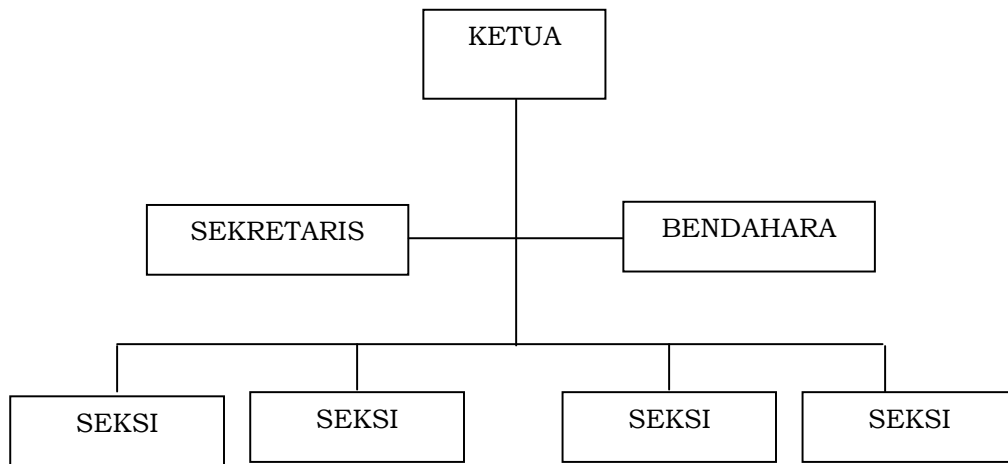 KETUA
SEKRETARIS
BENDAHARA
SEKSI
SEKSI
SEKSI
SEKSI